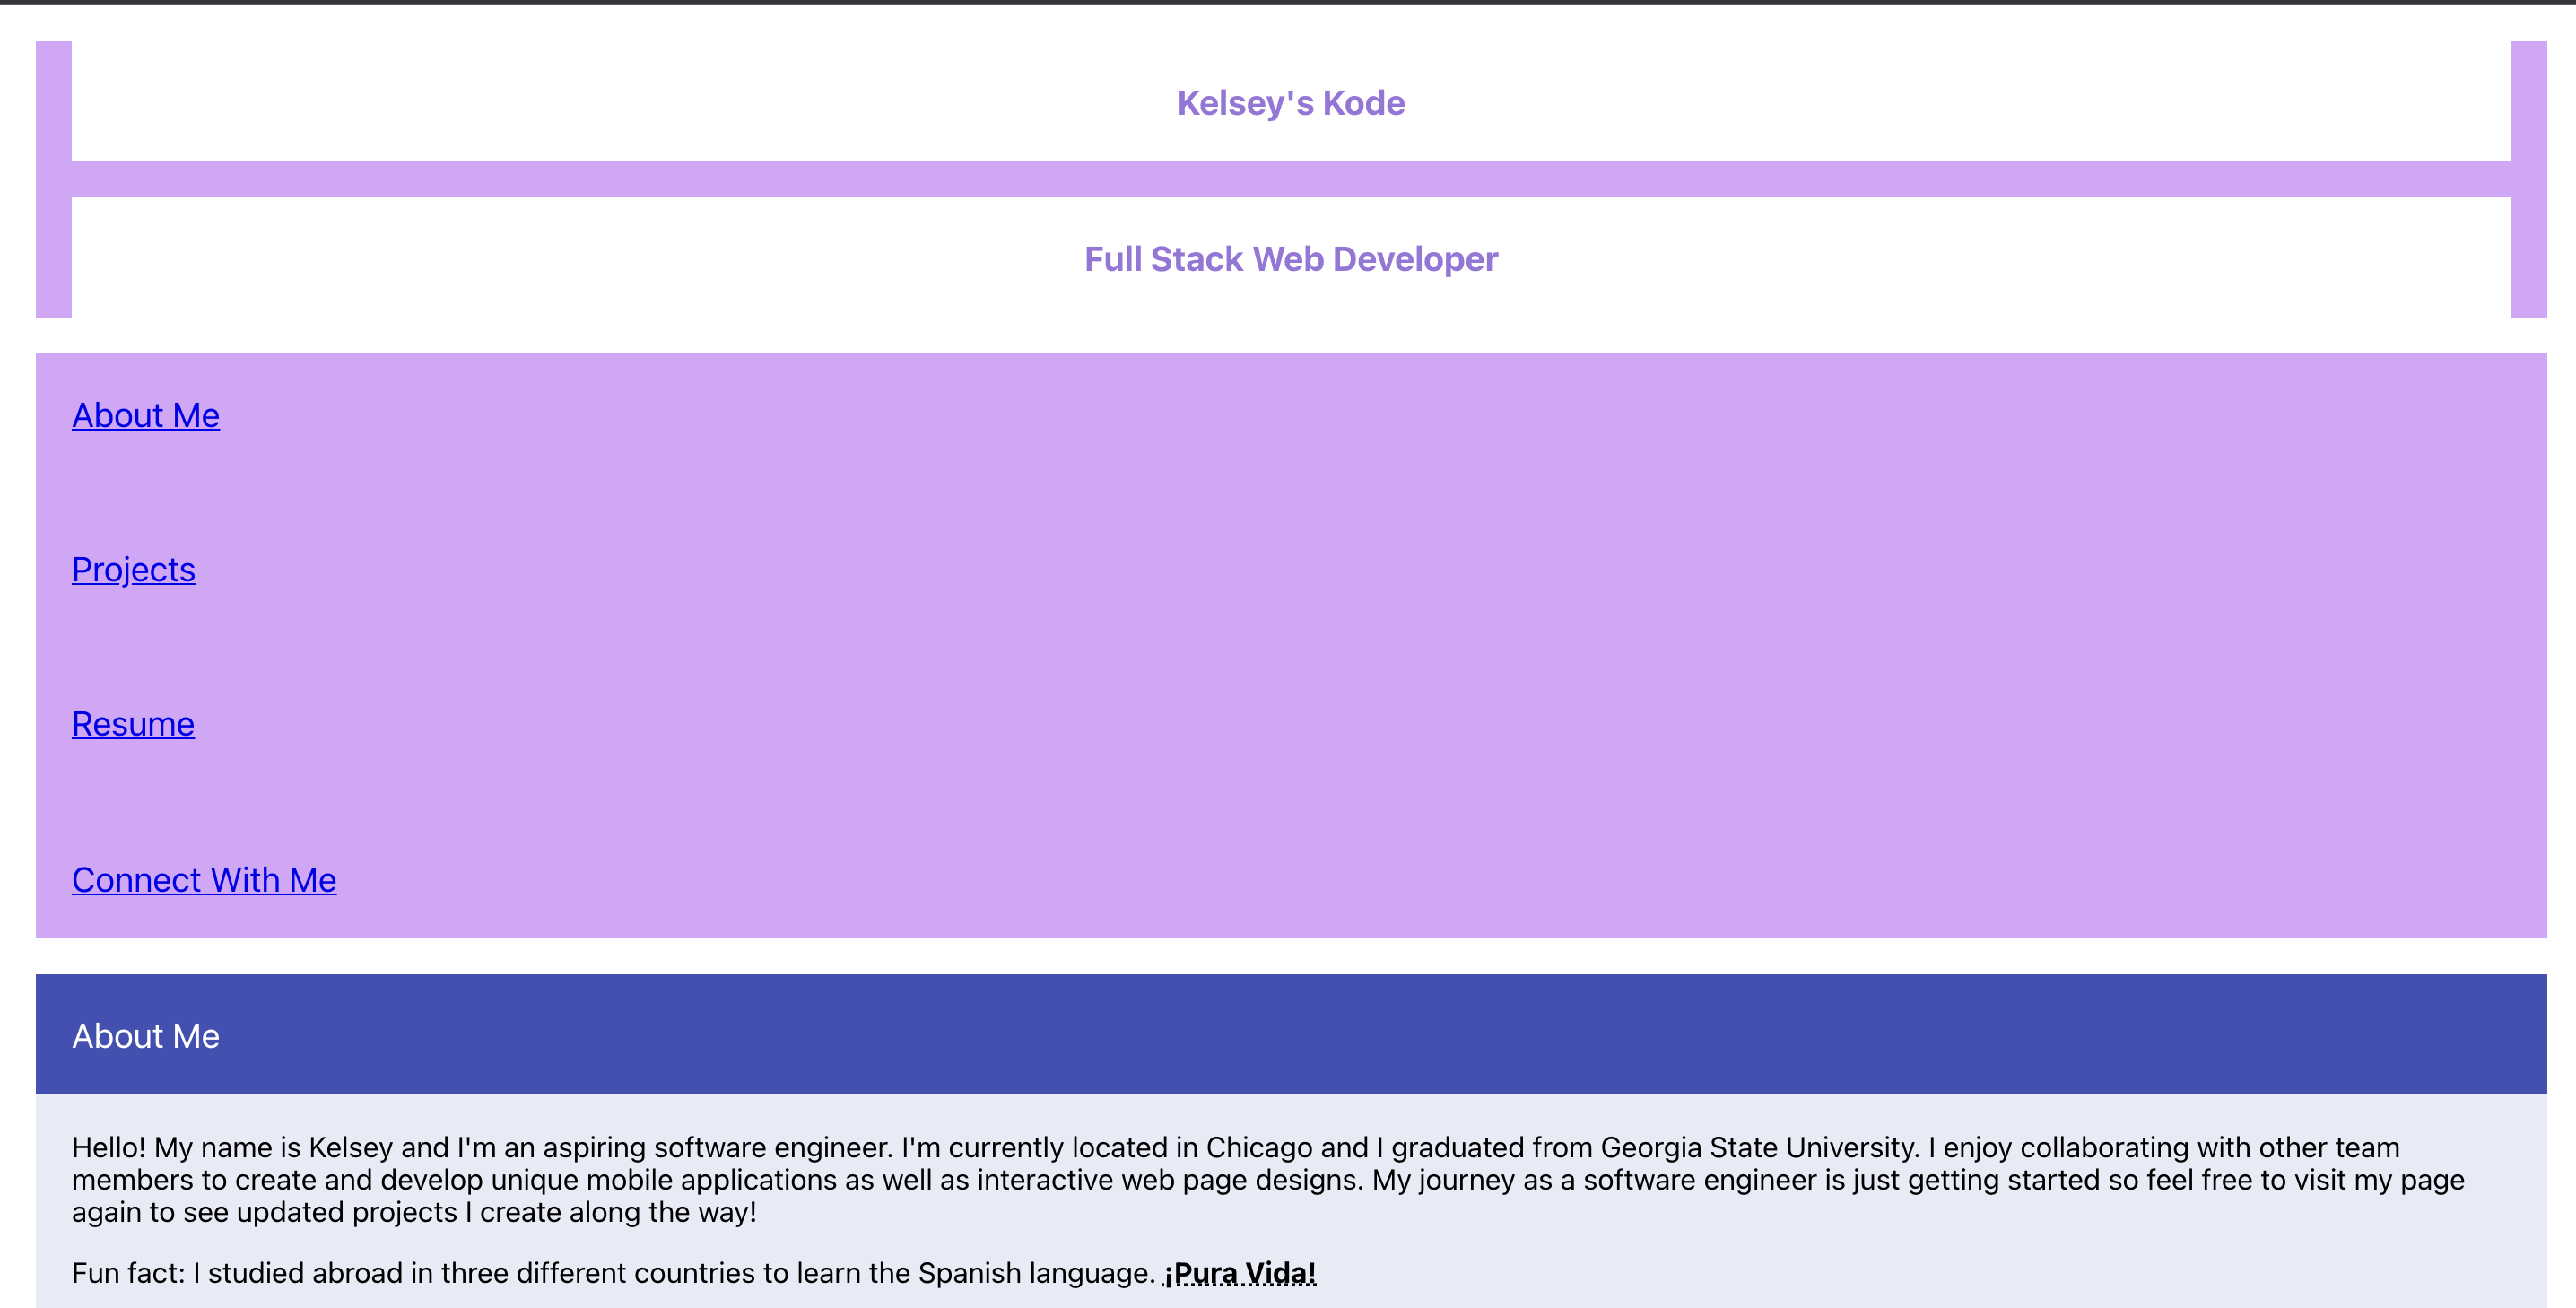 Kelsey's Kode
Full Stack Web Developer
About Me
Projects
Resume
Connect With Me
About Me
Hello! My name is Kelsey and I'm an aspiring software engineer. I'm currently located in Chicago and I graduated from Georgia State University. I enjoy collaborating with other team
members to create and develop unique mobile applications as well as interactive web page designs. My journey as a software engineer is just getting started so feel free to visit my page
again to see updated projects I create along the way!
Fun fact: I studied abroad in three different countries to learn the Spanish language. ¡Pura Vida!